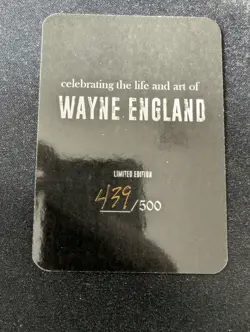 celebrating the life and art of
WAYNE ENGLAND
LIMITED EDITION
439/500